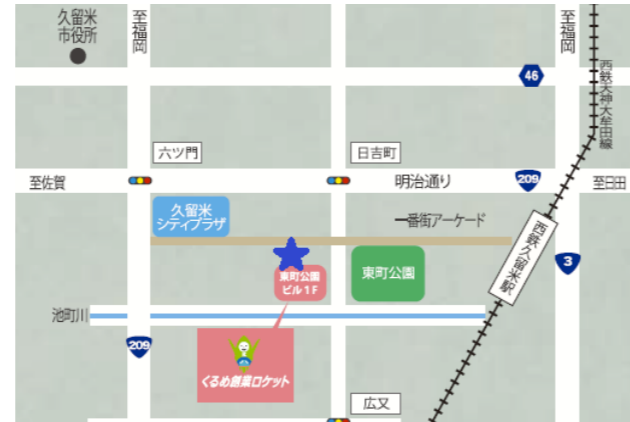 久留米
市役所
至福岡
至福岡
46
西鉄天神大牟田線
六ツ門
日吉町
至佐賀
明治通り
209
至日田
久留米
シティプラザ
一番街アーケード
西鉄久留米駅
3
東町公園
ビル1F
東町公園
池町川
209
くるめ創業ロケット
広又